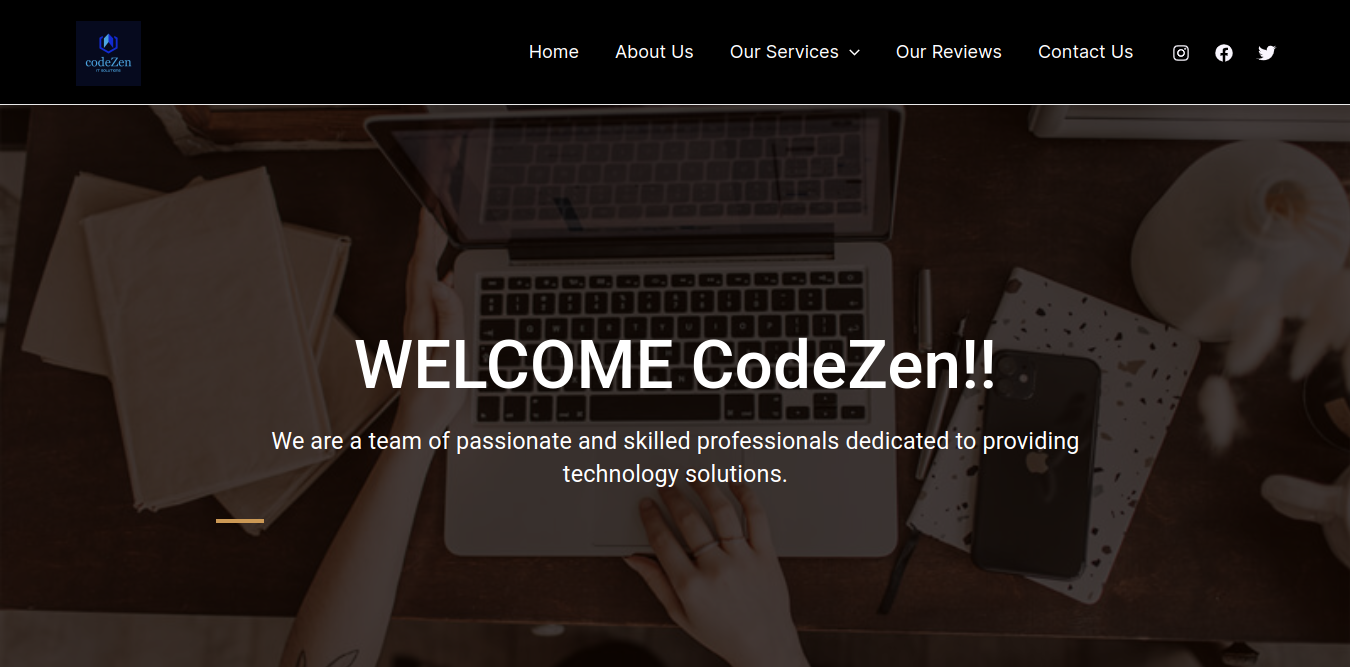 codeZen
IT SOLUTIONS
Home About Us Our Services Our Reviews Contact Us
WELCOME CodeZen!!
We are a team of passionate and skilled professionals dedicated to providing
technology solutions.